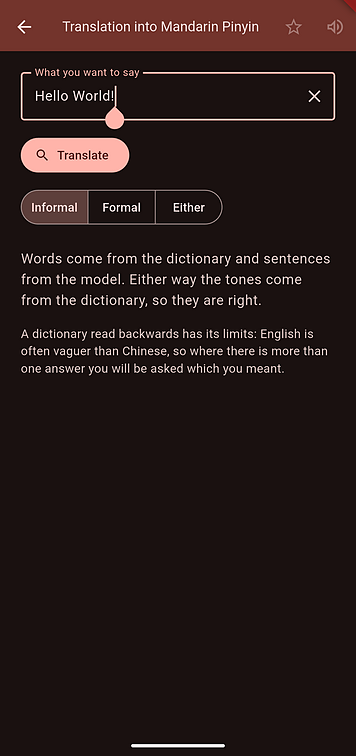 Translation into Mandarin Pinyin
What you want to say
Hello World!
Translate
Informal
Formal
Either
Words come from the dictionary and sentences
from the model. Either way the tones come
from the dictionary, so they are right.
A dictionary read backwards has its limits: English is
often vaguer than Chinese, so where there is more than
one answer you will be asked which you meant.